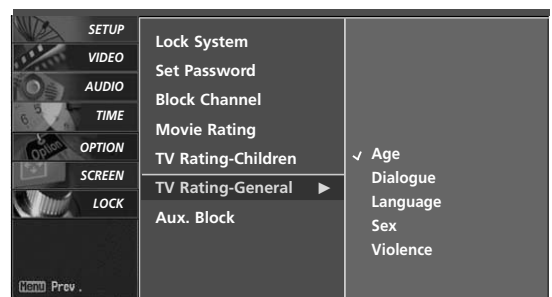 SETUP
VIDEO
AUDIO
TIME
OPTION
SCREEN
LOCK
Menu Prev.
Lock System
Set Password
Block Channel
Movie Rating
TV Rating-Children
TV Rating-General ▶
Aux. Block
✓ Age
Dialogue
Language
Sex
Violence